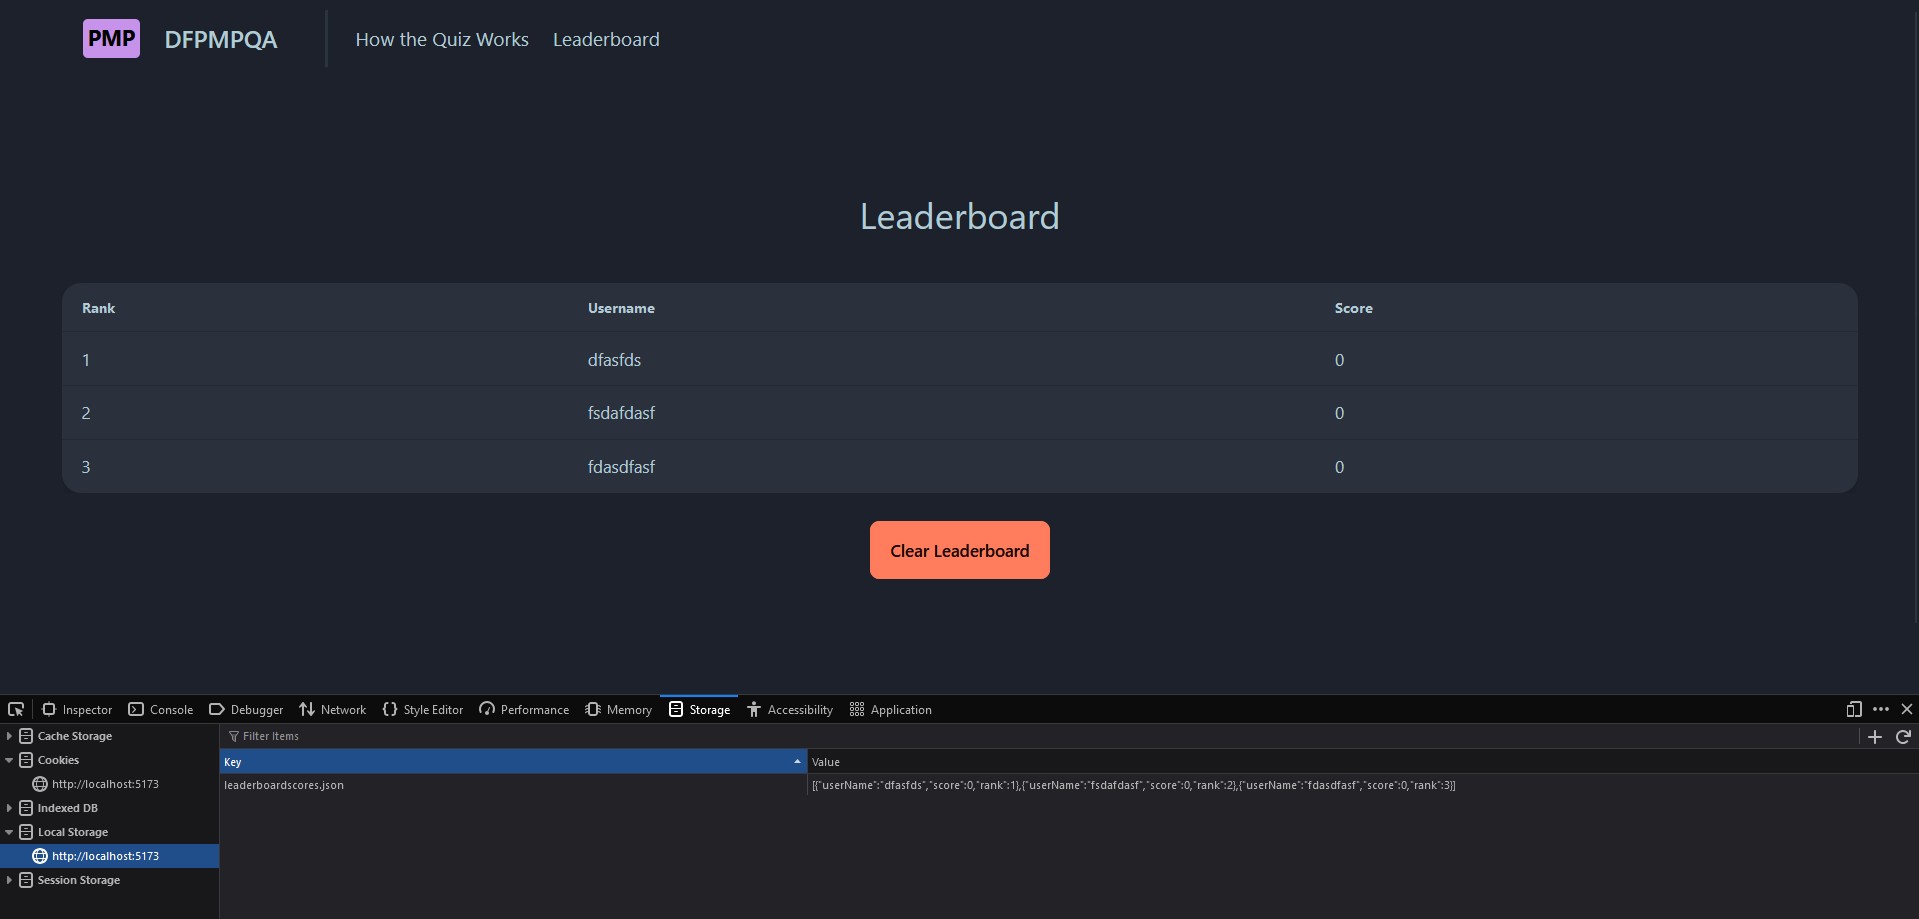 PMP DFPMPQA How the Quiz Works Leaderboard
Leaderboard
Rank Username Score
1 dfasfds 0
2 fsdafdasf 0
3 fdasdfasf 0
Clear Leaderboard
Inspector Console Debugger Network Style Editor Performance Memory Storage Accessibility Application
Cache Storage
Cookies
http://localhost:5173
Indexed DB
Local Storage
http://localhost:5173
Session Storage
Filter Items
Key Value
leaderboardscores.json [{"userName":"dfasfds","score":0,"rank":1},{"userName":"fsdafdasf","score":0,"rank":2},{"userName":"fdasdfasf","score":0,"rank":3}]